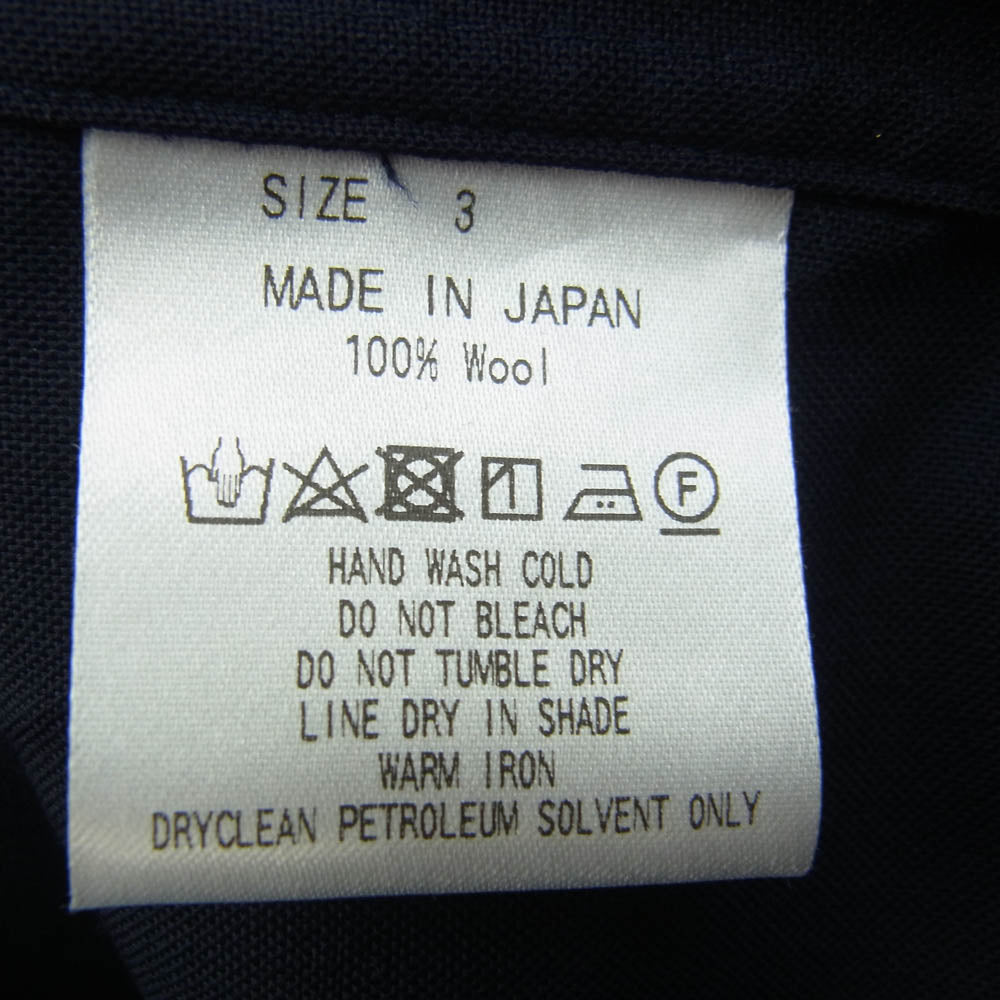 SIZE 3
MADE IN JAPAN
100% Wool
F
HAND WASH COLD
DO NOT BLEACH
DO NOT TUMBLE DRY
LINE DRY IN SHADE
WARM IRON
DRYCLEAN PETROLEUM SOLVENT ONLY